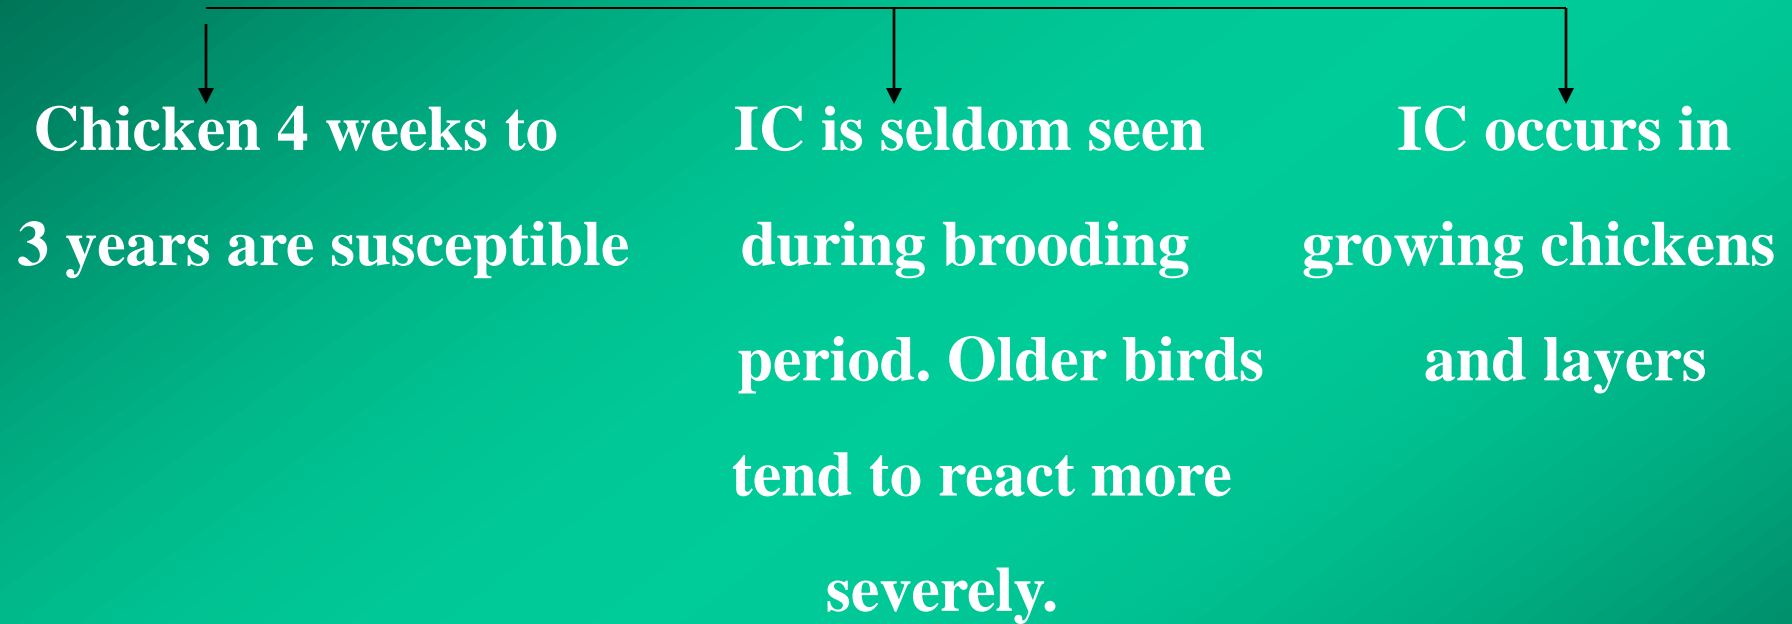 Chicken 4 weeks to
3 years are susceptible
IC is seldom seen
during brooding
period. Older birds
tend to react more
severely.
IC occurs in
growing chickens
and layers